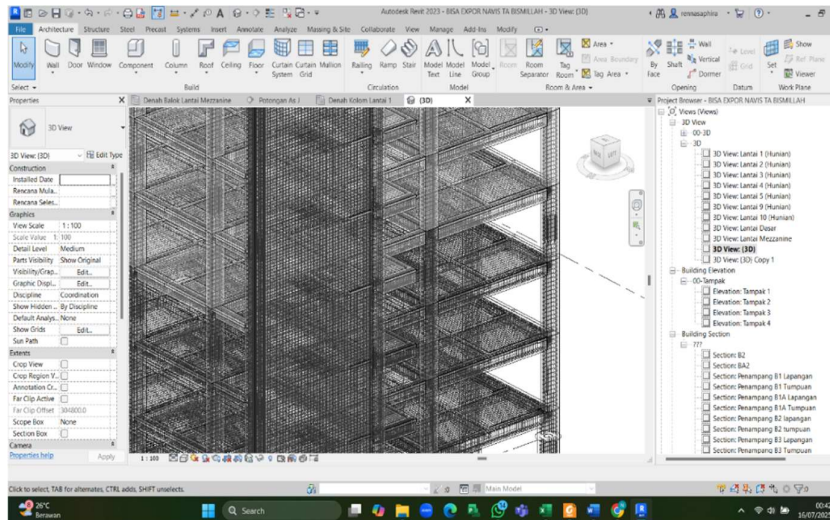 Autodesk Revit 2023 - BISA EXPOR NAVIS TA BISMILLAH - 3D View: {3D}
rennasaphira
File Architecture Structure Steel Precast Systems Insert Annotate Analyze Massing & Site Collaborate View Manage Add-Ins Modify
Modify Wall Door Window Component Column Roof Ceiling Floor Curtain System Curtain Grid Mullion Railing Ramp Stair Model Text Model Line Model Group Room Room Separator Tag Room Area Area Boundary Tag Area By Face Shaft Wall Vertical Dormer Level Grid Set Show Ref Plane Viewer
Select Build Circulation Model Room & Area Opening Datum Work Plane
Properties
Denah Balok Lantai Mezzanine
Potongan As J
Denah Kolom Lantai 1
{3D}
Project Browser - BISA EXPOR NAVIS TA BISMILLAH
3D View
3D View: {3D}
Edit Type
Construction
Installed Date
Rencana Mula...
Rencana Seles...
Graphics
View Scale 1 : 100
Scale Value 1: 100
Detail Level Medium
Parts Visibility Show Original
Visibility/Grap... Edit...
Graphic Displ... Edit...
Discipline Coordination
Show Hidden ... By Discipline
Default Analys... None
Show Grids Edit...
Sun Path
Extents
Crop View
Crop Region V...
Annotation Cr...
Far Clip Active
Far Clip Offset 304800.0
Scope Box None
Section Box
Camera
Properties help
Apply
1 : 100
Views (Views)
3D View
00-3D
3D
3D View: Lantai 1 (Hunian)
3D View: Lantai 2 (Hunian)
3D View: Lantai 3 (Hunian)
3D View: Lantai 4 (Hunian)
3D View: Lantai 5 (Hunian)
3D View: Lantai 9 (Hunian)
3D View: Lantai 10 (Hunian)
3D View: Lantai Dasar
3D View: Lantai Mezzanine
3D View: {3D}
3D View: {3D} Copy 1
Building Elevation
00-Tampak
Elevation: Tampak 1
Elevation: Tampak 2
Elevation: Tampak 3
Elevation: Tampak 4
Building Section
???
Section: B2
Section: BA2
Section: Penampang B1 Lapangan
Section: Penampang B1 Tumpuan
Section: Penampang B1A Lapangan
Section: Penampang B1A Tumpuan
Section: Penampang B2 lapangan
Section: Penampang B2 tumpuan
Section: Penampang B3 Lapangan
Section: Penampang B3 Tumpuan
Click to select, TAB for alternates, CTRL adds, SHIFT unselects.
:0
Main Model
26°C
Berawan
Search
00:42
16/07/2025